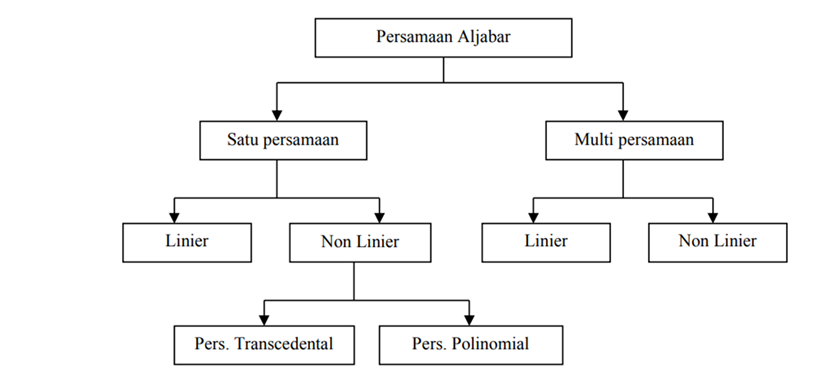 Persamaan Aljabar
Satu persamaan
Multi persamaan
Linier
Non Linier
Linier
Non Linier
Pers. Transcedental
Pers. Polinomial